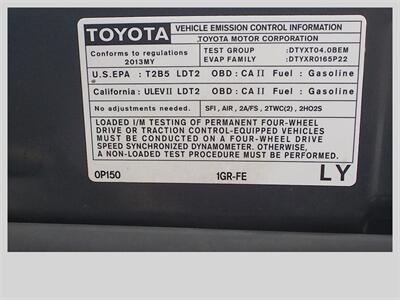 TOYOTA VEHICLE EMISSION CONTROL INFORMATION
TOYOTA MOTOR CORPORATION
Conforms to regulations TEST GROUP :DTYXT04.0BEM
2013MY EVAP FAMILY :DTYXR0165P22
U.S.EPA : T2B5 LDT2 OBD : CA II Fuel : Gasoline
California : ULEVII LDT2 OBD : CA II Fuel : Gasoline
No adjustments needed. SFI , AIR , 2A/FS , 2TWC(2) , 2HO2S
LOADED I/M TESTING OF PERMANENT FOUR-WHEEL
DRIVE OR TRACTION CONTROL-EQUIPPED VEHICLES
MUST BE CONDUCTED ON A FOUR-WHEEL DRIVE
SPEED SYNCHRONIZED DYNAMOMETER. OTHERWISE,
A NON-LOADED TEST PROCEDURE MUST BE PERFORMED.
0P150 1GR-FE LY